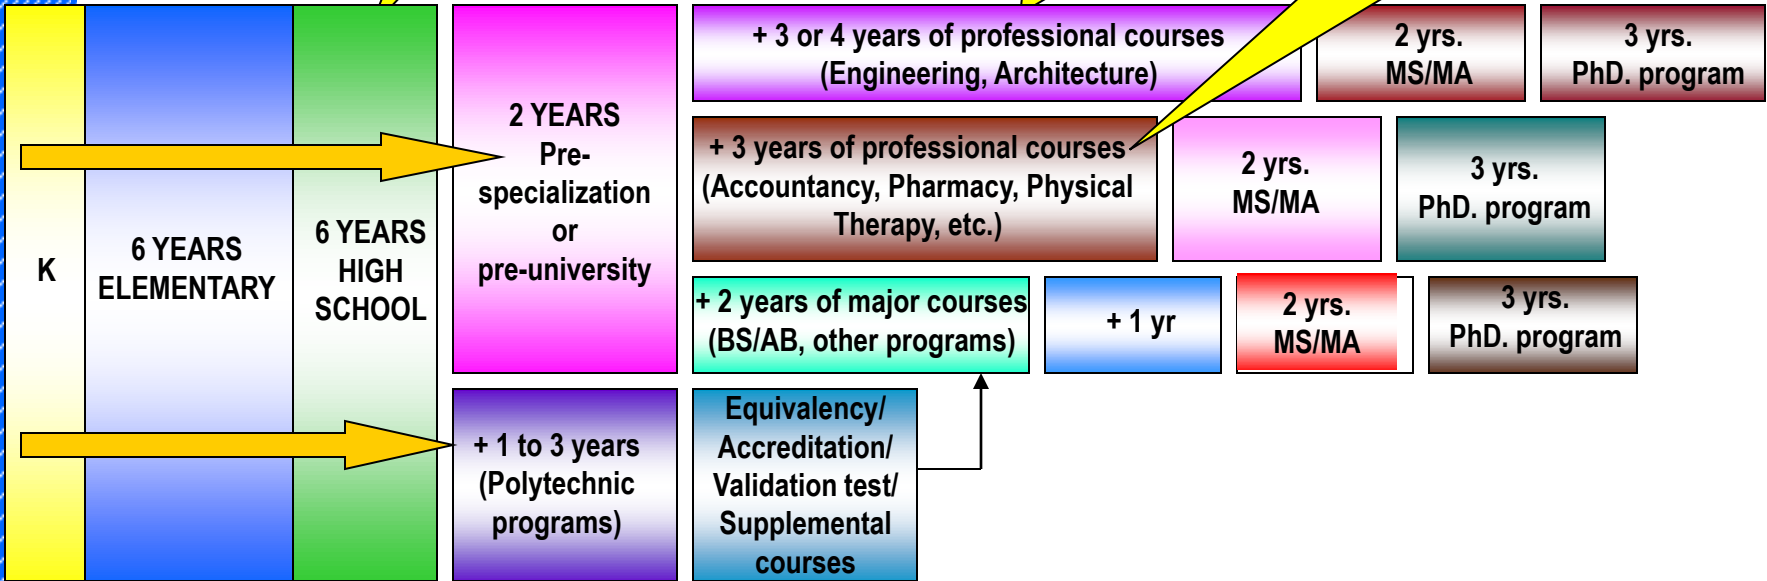 K
6 YEARS
ELEMENTARY
6 YEARS
HIGH
SCHOOL
2 YEARS
Pre-
specialization
or
pre-university
+ 3 or 4 years of professional courses
(Engineering, Architecture)
2 yrs.
MS/MA
3 yrs.
PhD. program
+ 3 years of professional courses
(Accountancy, Pharmacy, Physical
Therapy, etc.)
2 yrs.
MS/MA
3 yrs.
PhD. program
+ 2 years of major courses
(BS/AB, other programs)
+ 1 yr
2 yrs.
MS/MA
3 yrs.
PhD. program
+ 1 to 3 years
(Polytechnic
programs)
Equivalency/
Accreditation/
Validation test/
Supplemental
courses